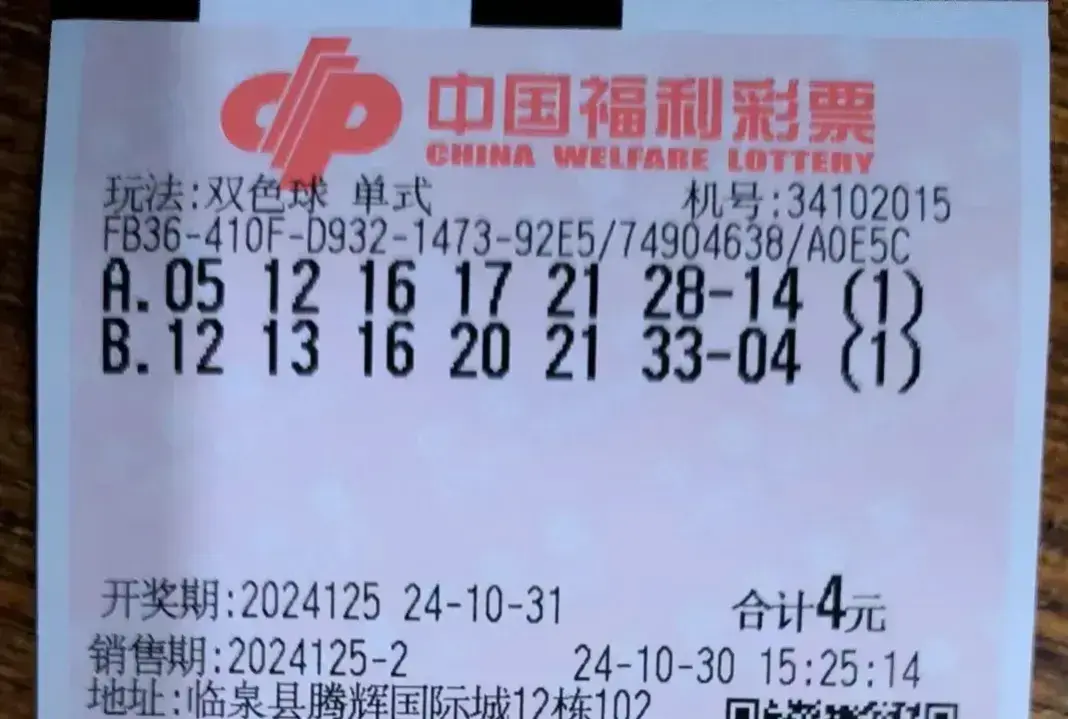 中国福利彩票
CHINA WELFARE LOTTERY
玩法:双色球 单式 机号:34102015
FB36-410F-D932-1473-92E5/74904638/A0E5C
A.05 12 16 17 21 28-14 (1)
B.12 13 16 20 21 33-04 (1)
开奖期:2024125 24-10-31 合计4元
销售期:2024125-2 24-10-30 15:25:14
地址:临泉县腾辉国际城12栋102